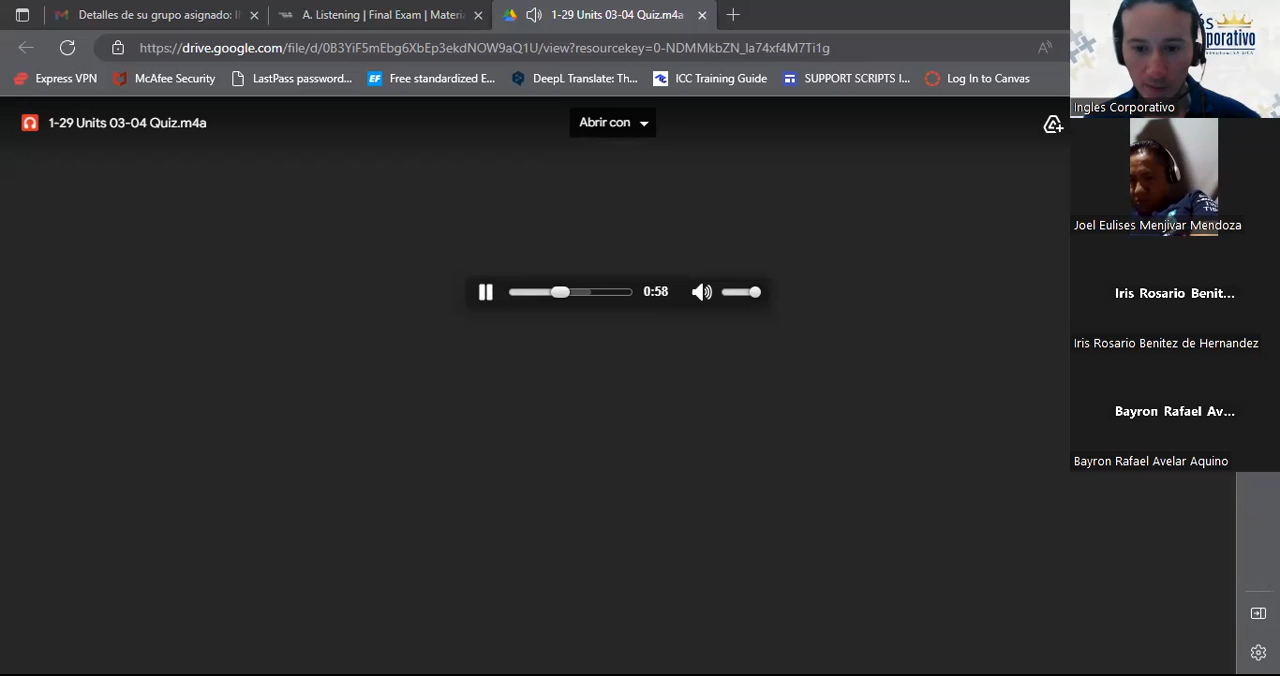 Detalles de su grupo asignado: I
A. Listening | Final Exam | Materi
1-29 Units 03-04 Quiz.m4a
https://drive.google.com/file/d/0B3YiF5mEbg6XbEp3ekdNOW9aQ1U/view?resourcekey=0-NDMMkbZN_la74xf4M7Ti1g
Express VPN
McAfee Security
LastPass password...
Free standardized E...
DeepL Translate: Th...
ICC Training Guide
SUPPORT SCRIPTS I...
Log In to Canvas
1-29 Units 03-04 Quiz.m4a
Abrir con
0:58
Ingles Corporativo
Joel Eulises Menjivar Mendoza
Iris Rosario Benit...
Iris Rosario Benitez de Hernandez
Bayron Rafael Av...
Bayron Rafael Avelar Aquino